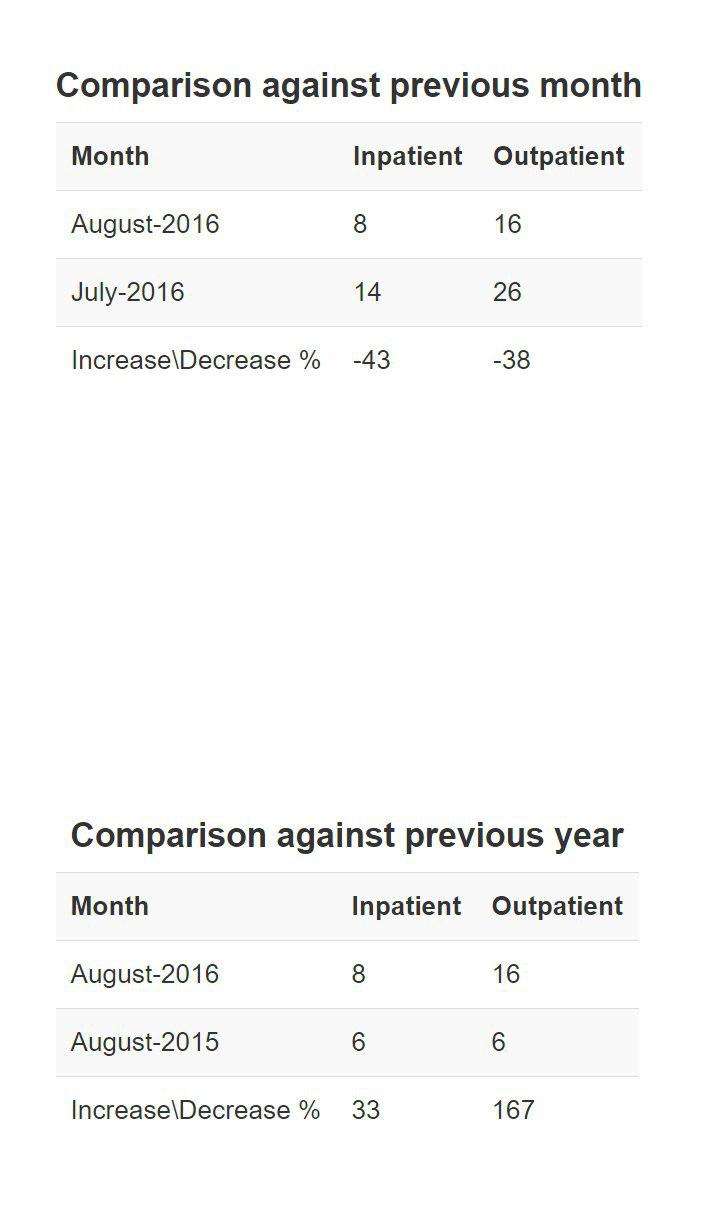 Comparison against previous month
Month Inpatient Outpatient
August-2016 8 16
July-2016 14 26
Increase\Decrease % -43 -38
Comparison against previous year
Month Inpatient Outpatient
August-2016 8 16
August-2015 6 6
Increase\Decrease % 33 167